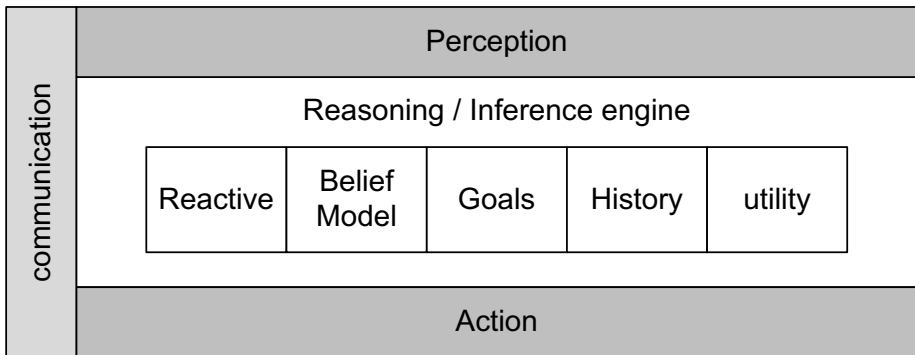 communication
Perception
Reasoning / Inference engine
Reactive
Belief
Model
Goals
History
utility
Action